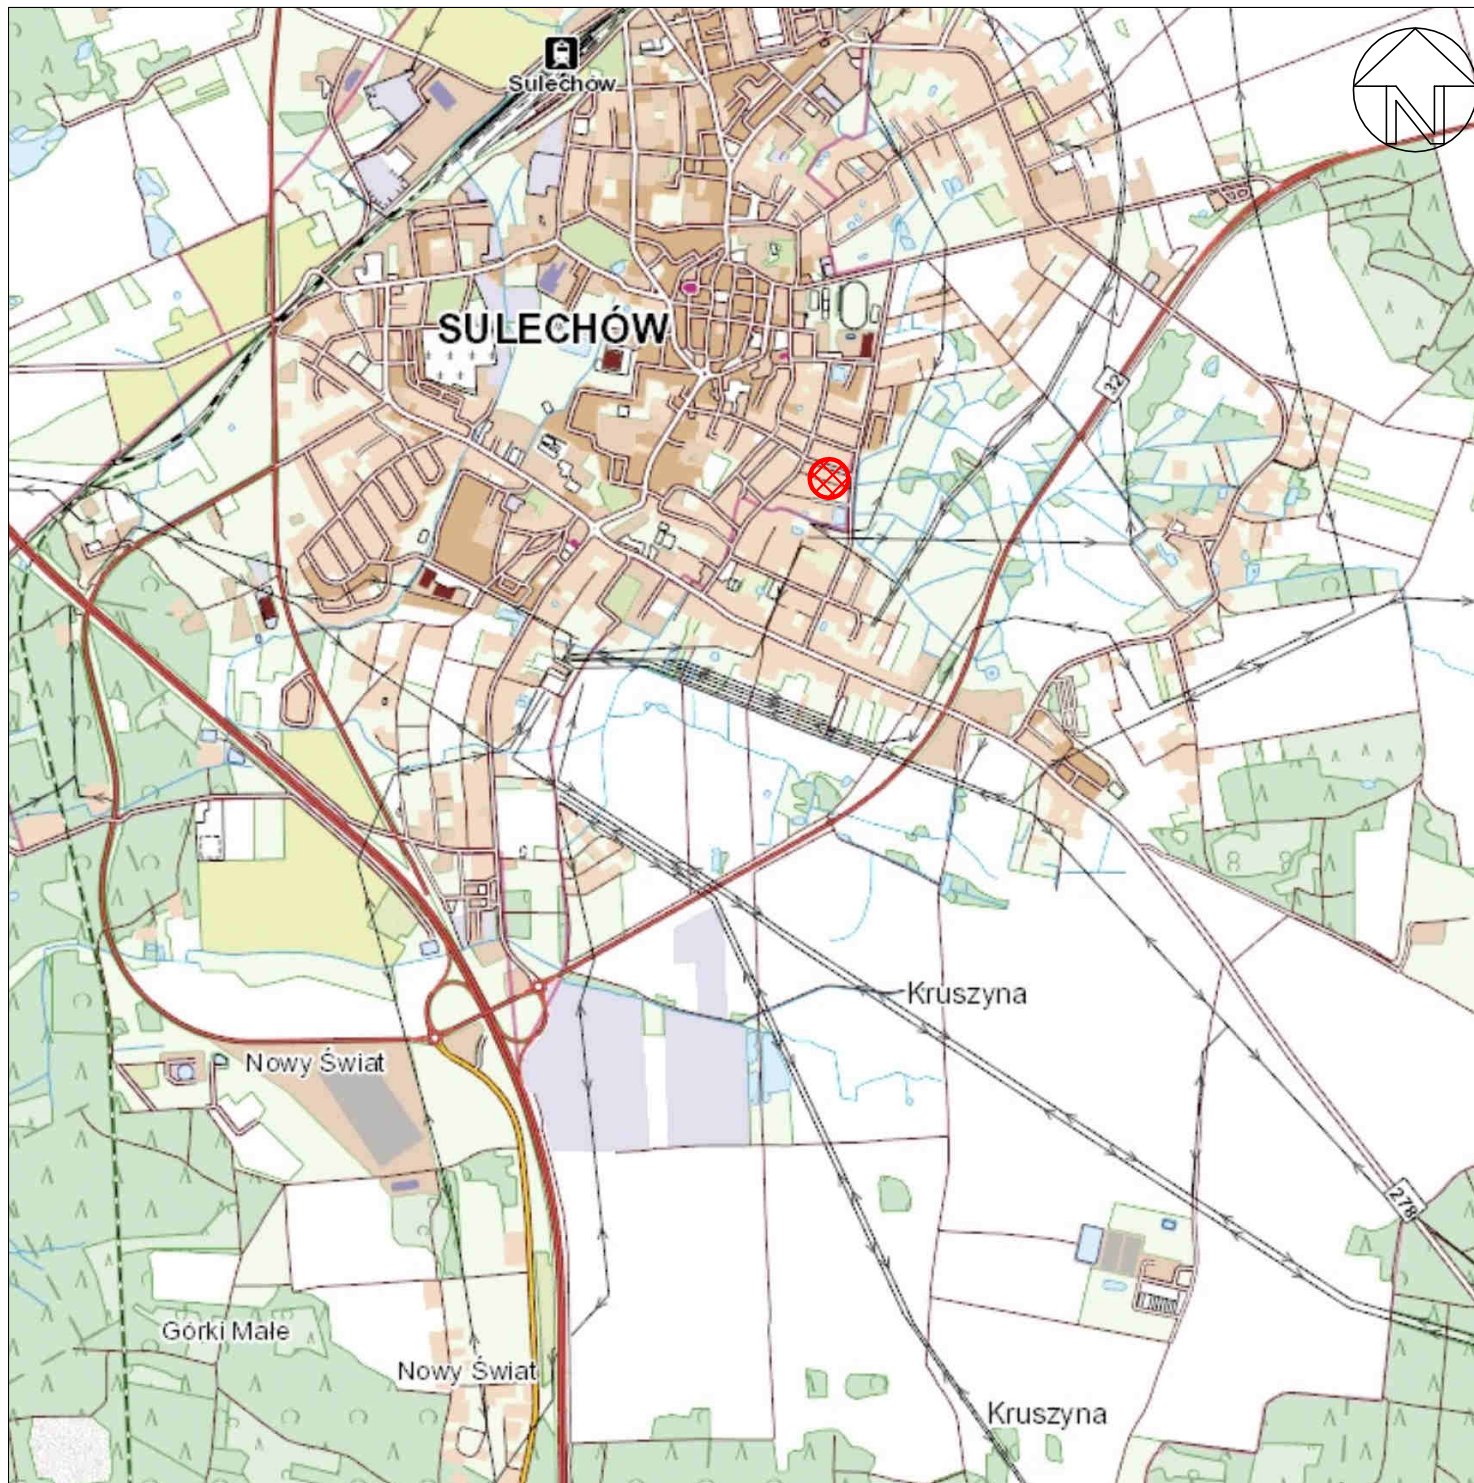 Sulechów
N
SULECHÓW
32
Kruszyna
Nowy Świat
278
Górki Małe
Nowy Świat
Kruszyna